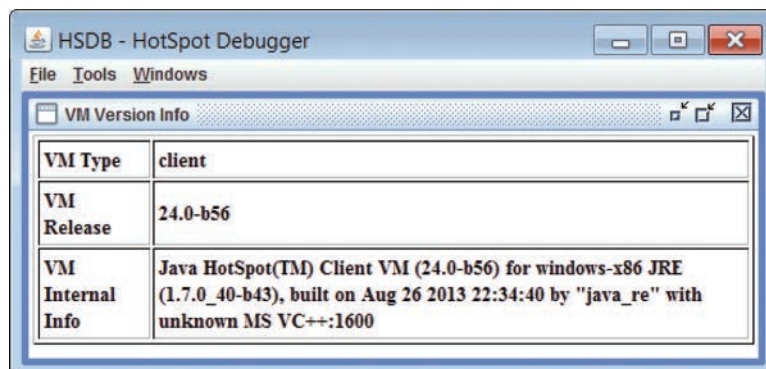 HSDB - HotSpot Debugger
File Tools Windows
VM Version Info
VM Type client
VM
Release
24.0-b56
VM
Internal
Info
Java HotSpot(TM) Client VM (24.0-b56) for windows-x86 JRE
(1.7.0_40-b43), built on Aug 26 2013 22:34:40 by "java_re" with
unknown MS VC++:1600